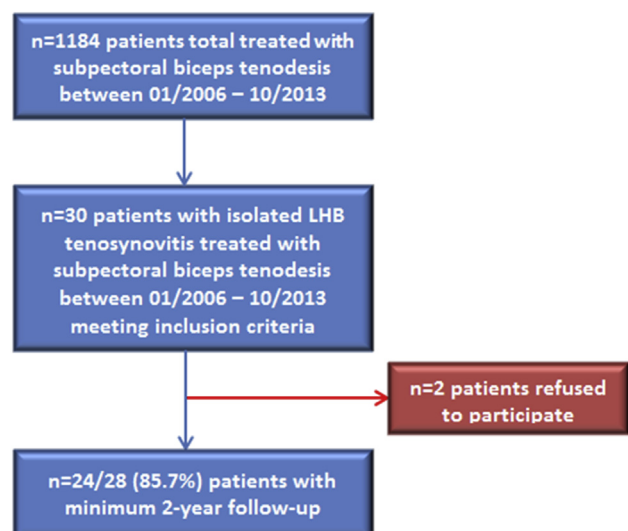 n=1184 patients total treated with
subpectoral biceps tenodesis
between 01/2006 – 10/2013
n=30 patients with isolated LHB
tenosynovitis treated with
subpectoral biceps tenodesis
between 01/2006 – 10/2013
meeting inclusion criteria
n=2 patients refused
to participate
n=24/28 (85.7%) patients with
minimum 2-year follow-up